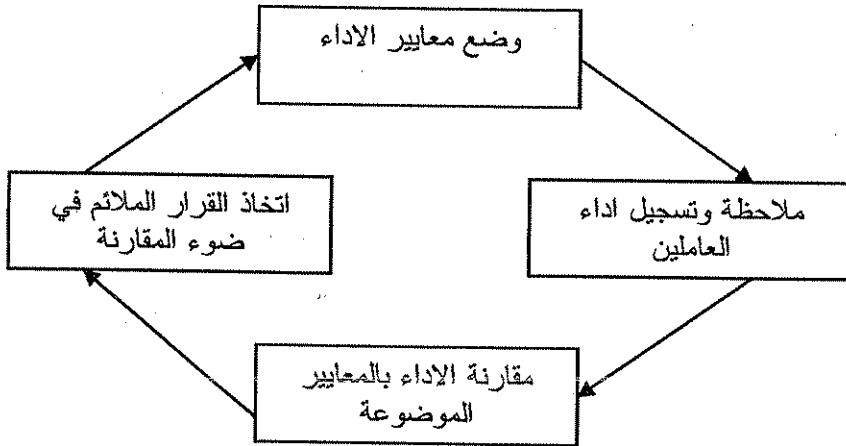 وضع معايير الاداء
ملاحظة وتسجيل اداء
العاملين
مقارنة الاداء بالمعايير
الموضوعة
اتخاذ القرار الملائم في
ضوء المقارنة